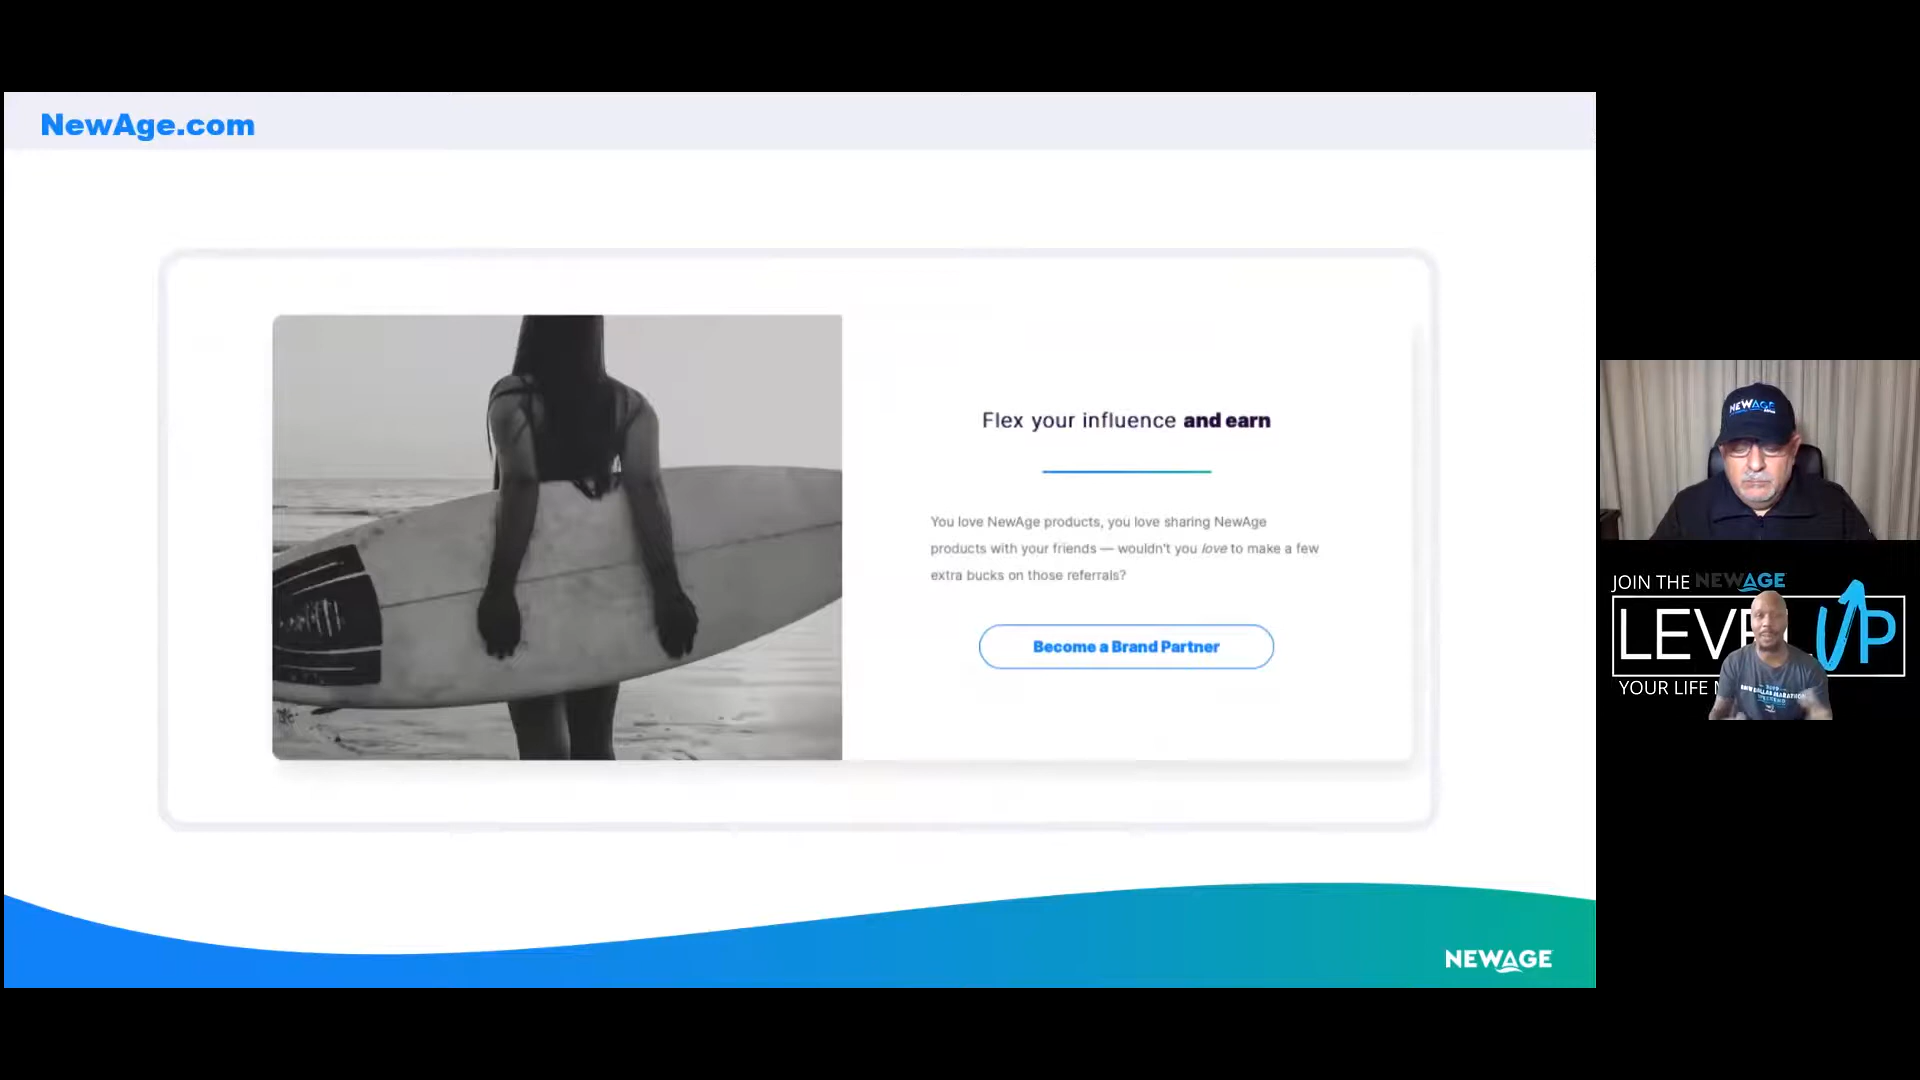 NewAge.com
Flex your influence and earn
You love NewAge products, you love sharing NewAge
products with your friends — wouldn't you love to make a few
extra bucks on those referrals?
Become a Brand Partner
NEWAGE
NEWAGE
JOIN THE NEWAGE
LEVE UP
YOUR LIFE